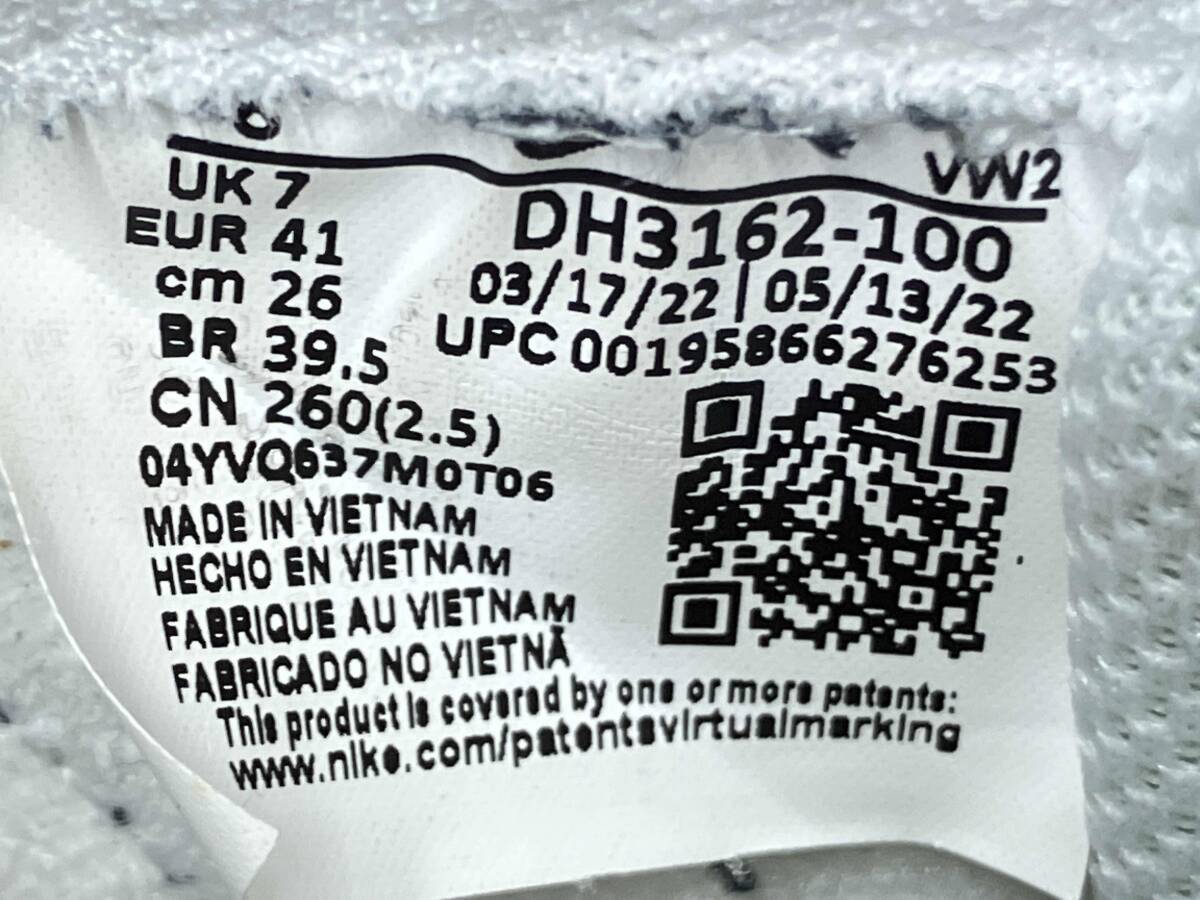 VW2
UK 7
EUR 41
cm 26
BR 39.5
CN 260(2.5)
DH3162-100
03/17/22 | 05/13/22
UPC 00195866276253
04YVQ637M0T06
MADE IN VIETNAM
HECHO EN VIETNAM
FABRIQUE AU VIETNAM
FABRICADO NO VIETNÃ
This product is covered by one or more patents:
www.nike.com/patentsvirtualmarking